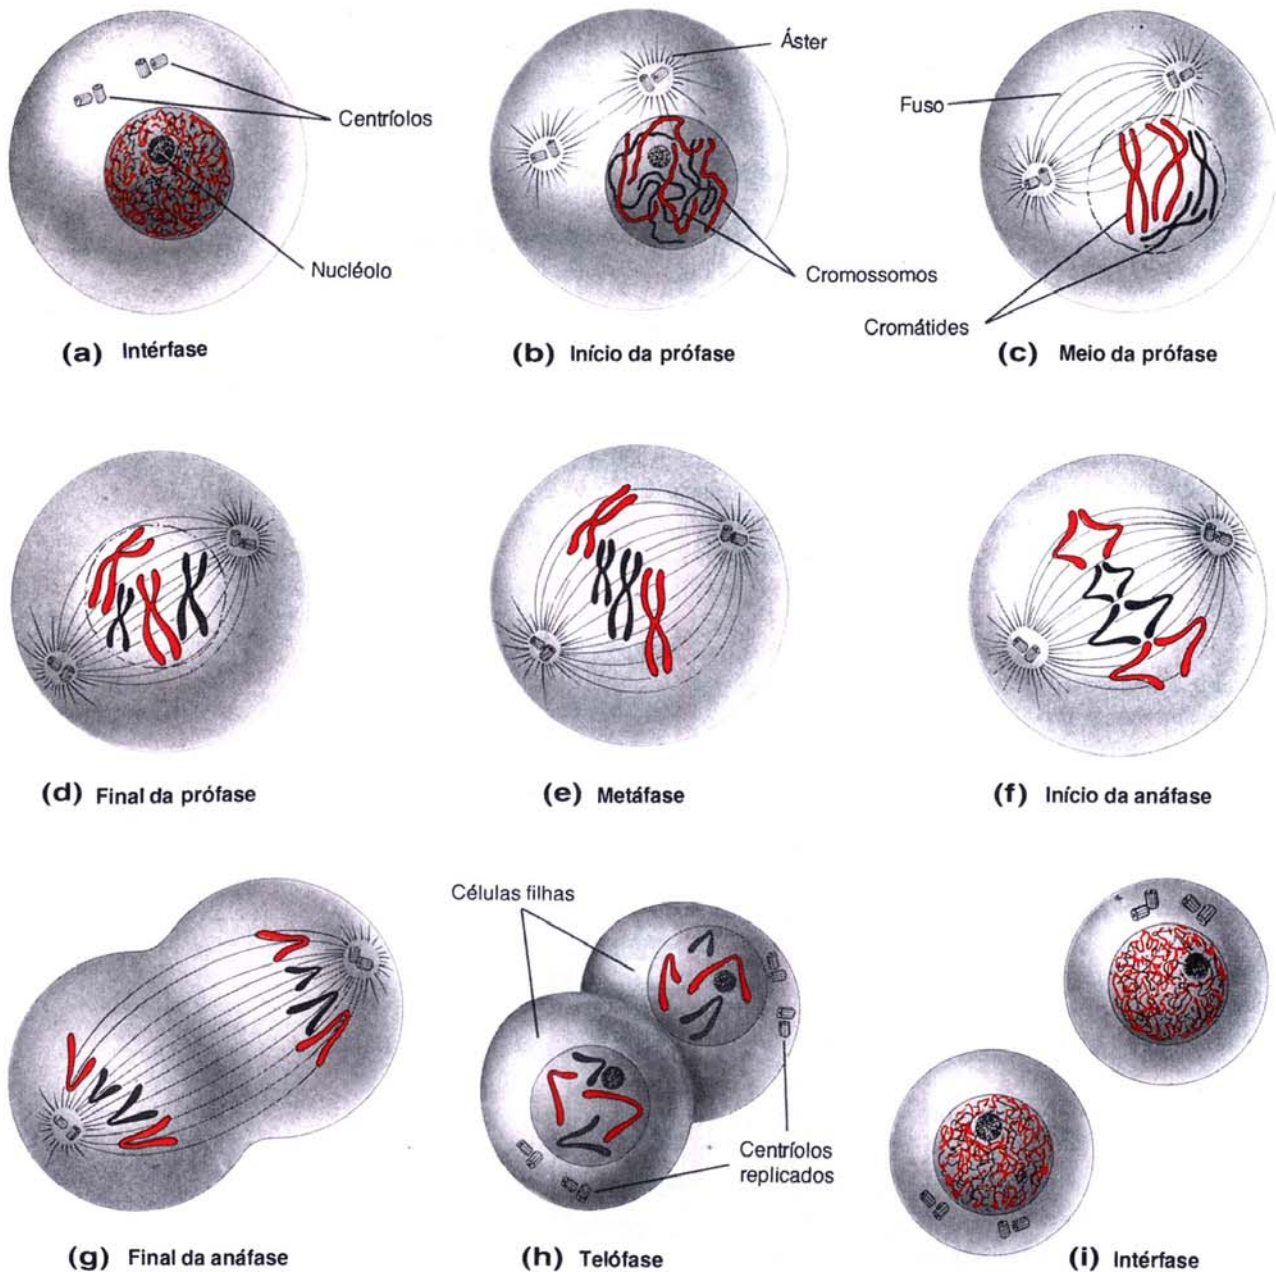 Áster
Centríolos
Fuso
Nucléolo
Cromossomos
Cromátides
(a) Intérfase
(b) Início da prófase
(c) Meio da prófase
(d) Final da prófase
(e) Metáfase
(f) Início da anáfase
Células filhas
Centríolos
replicados
(g) Final da anáfase
(h) Telófase
(i) Intérfase